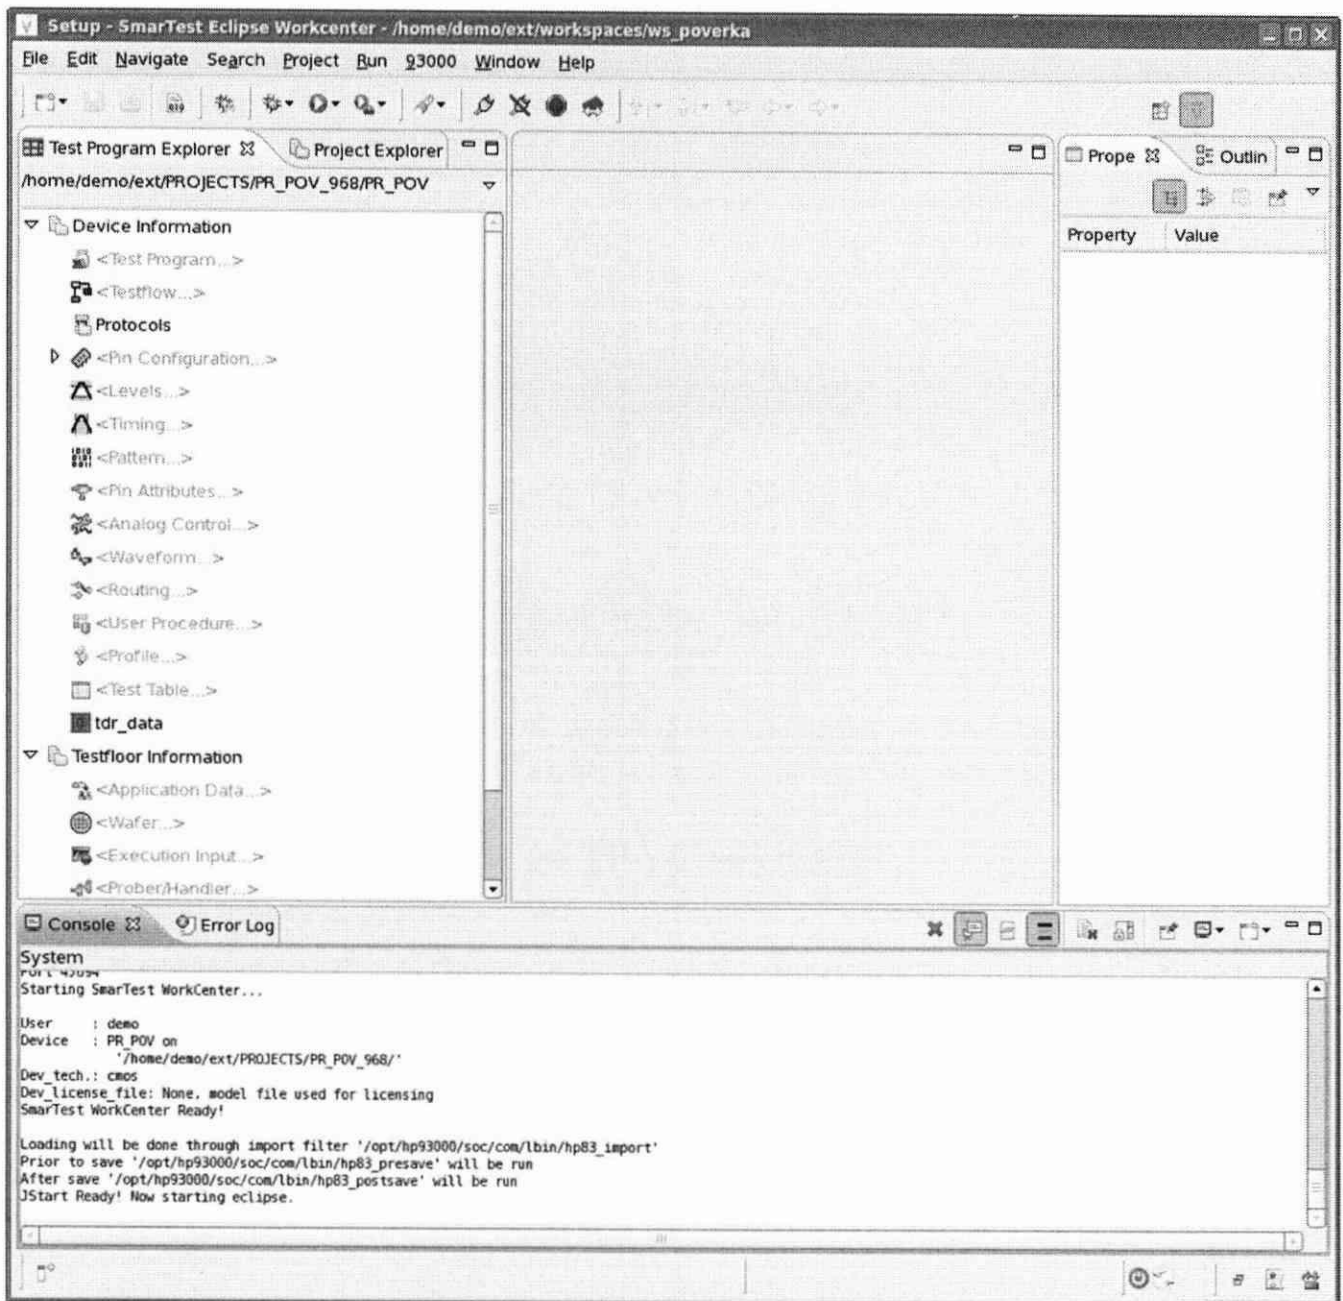 Setup - SmarTest Eclipse Workcenter - /home/demo/ext/workspaces/ws_poverka
File Edit Navigate Search Project Run 93000 Window Help
Test Program Explorer Project Explorer
Prope Outlin
/home/demo/ext/PROJECTS/PR_POV_968/PR_POV
Property Value
Device Information
<Test Program...>
<Testflow...>
Protocols
<Pin Configuration...>
<Levels...>
<Timing...>
<Pattern...>
<Pin Attributes...>
<Analog Control...>
<Waveform...>
<Routing...>
<User Procedure...>
<Profile...>
<Test Table...>
tdr_data
Testfloor Information
<Application Data...>
<Wafer...>
<Execution Input...>
<Prober/Handler...>
Console Error Log
System
Starting SmarTest WorkCenter...
User : demo
Device : PR_POV on
'/home/demo/ext/PROJECTS/PR_POV_968/'
Dev_tech.: cmos
Dev_license_file: None, model file used for licensing
SmarTest WorkCenter Ready!
Loading will be done through import filter '/opt/hp93000/soc/com/lbin/hp83_import'
Prior to save '/opt/hp93000/soc/com/lbin/hp83_presave' will be run
After save '/opt/hp93000/soc/com/lbin/hp83_postsave' will be run
JStart Ready! Now starting eclipse.